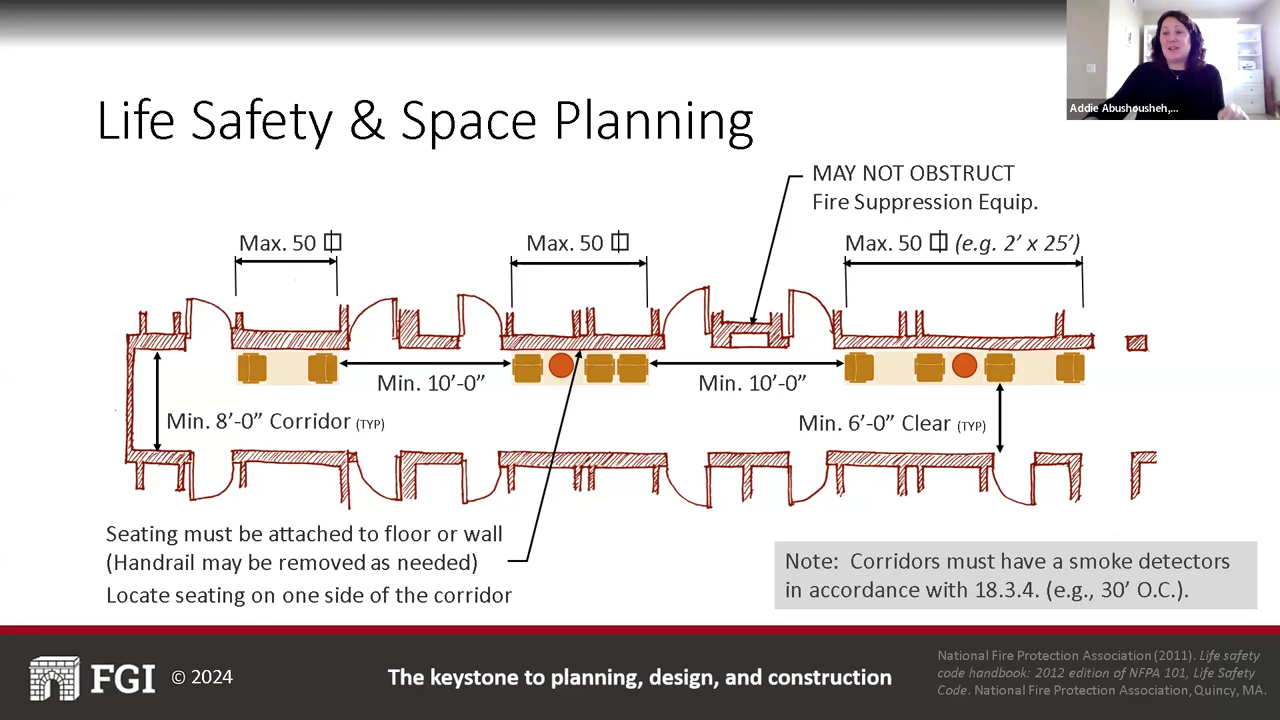 Addie Abushousheh,...
Life Safety & Space Planning
MAY NOT OBSTRUCT
Fire Suppression Equip.
Max. 50
Max. 50
Max. 50 (e.g. 2’ x 25’)
Min. 10’-0”
Min. 10’-0”
Min. 8’-0” Corridor (TYP)
Min. 6’-0” Clear (TYP)
Seating must be attached to floor or wall
(Handrail may be removed as needed)
Locate seating on one side of the corridor
Note: Corridors must have a smoke detectors
in accordance with 18.3.4. (e.g., 30’ O.C.).
FGI © 2024
The keystone to planning, design, and construction
National Fire Protection Association (2011). Life safety
code handbook: 2012 edition of NFPA 101, Life Safety
Code. National Fire Protection Association, Quincy, MA.